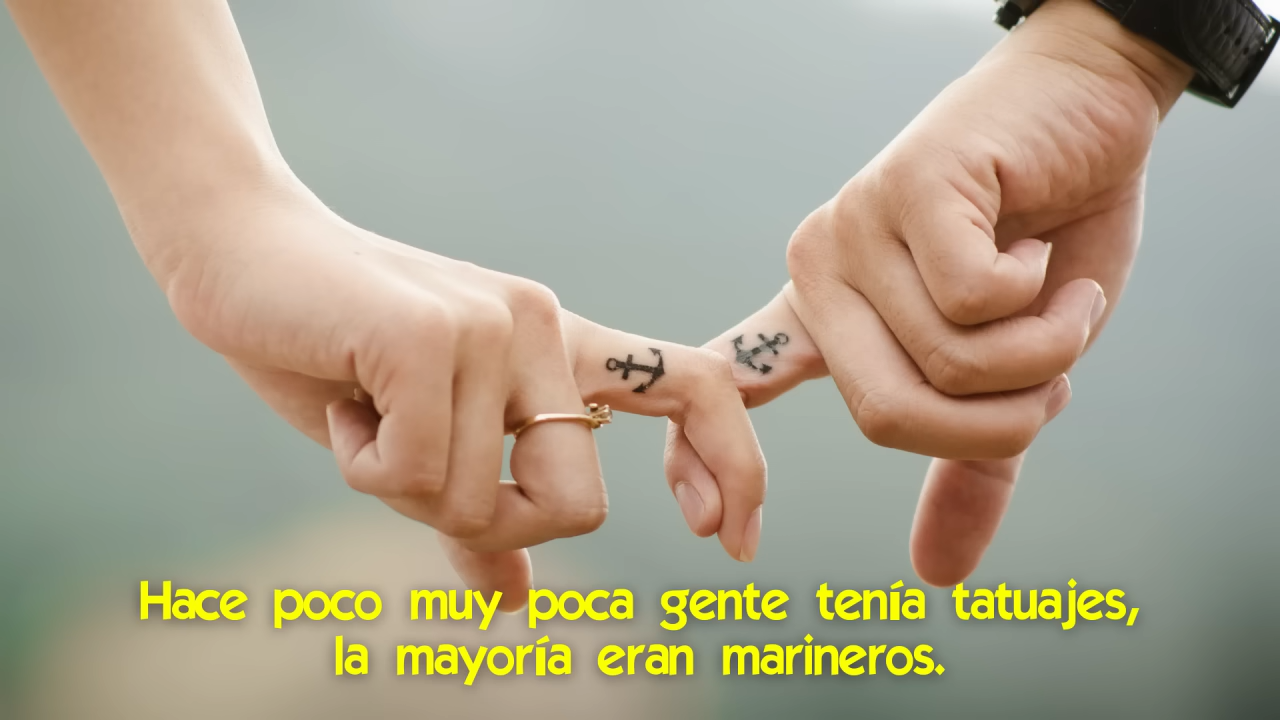 Hace poco muy poca gente tenía tatuajes,
la mayoría eran marineros.